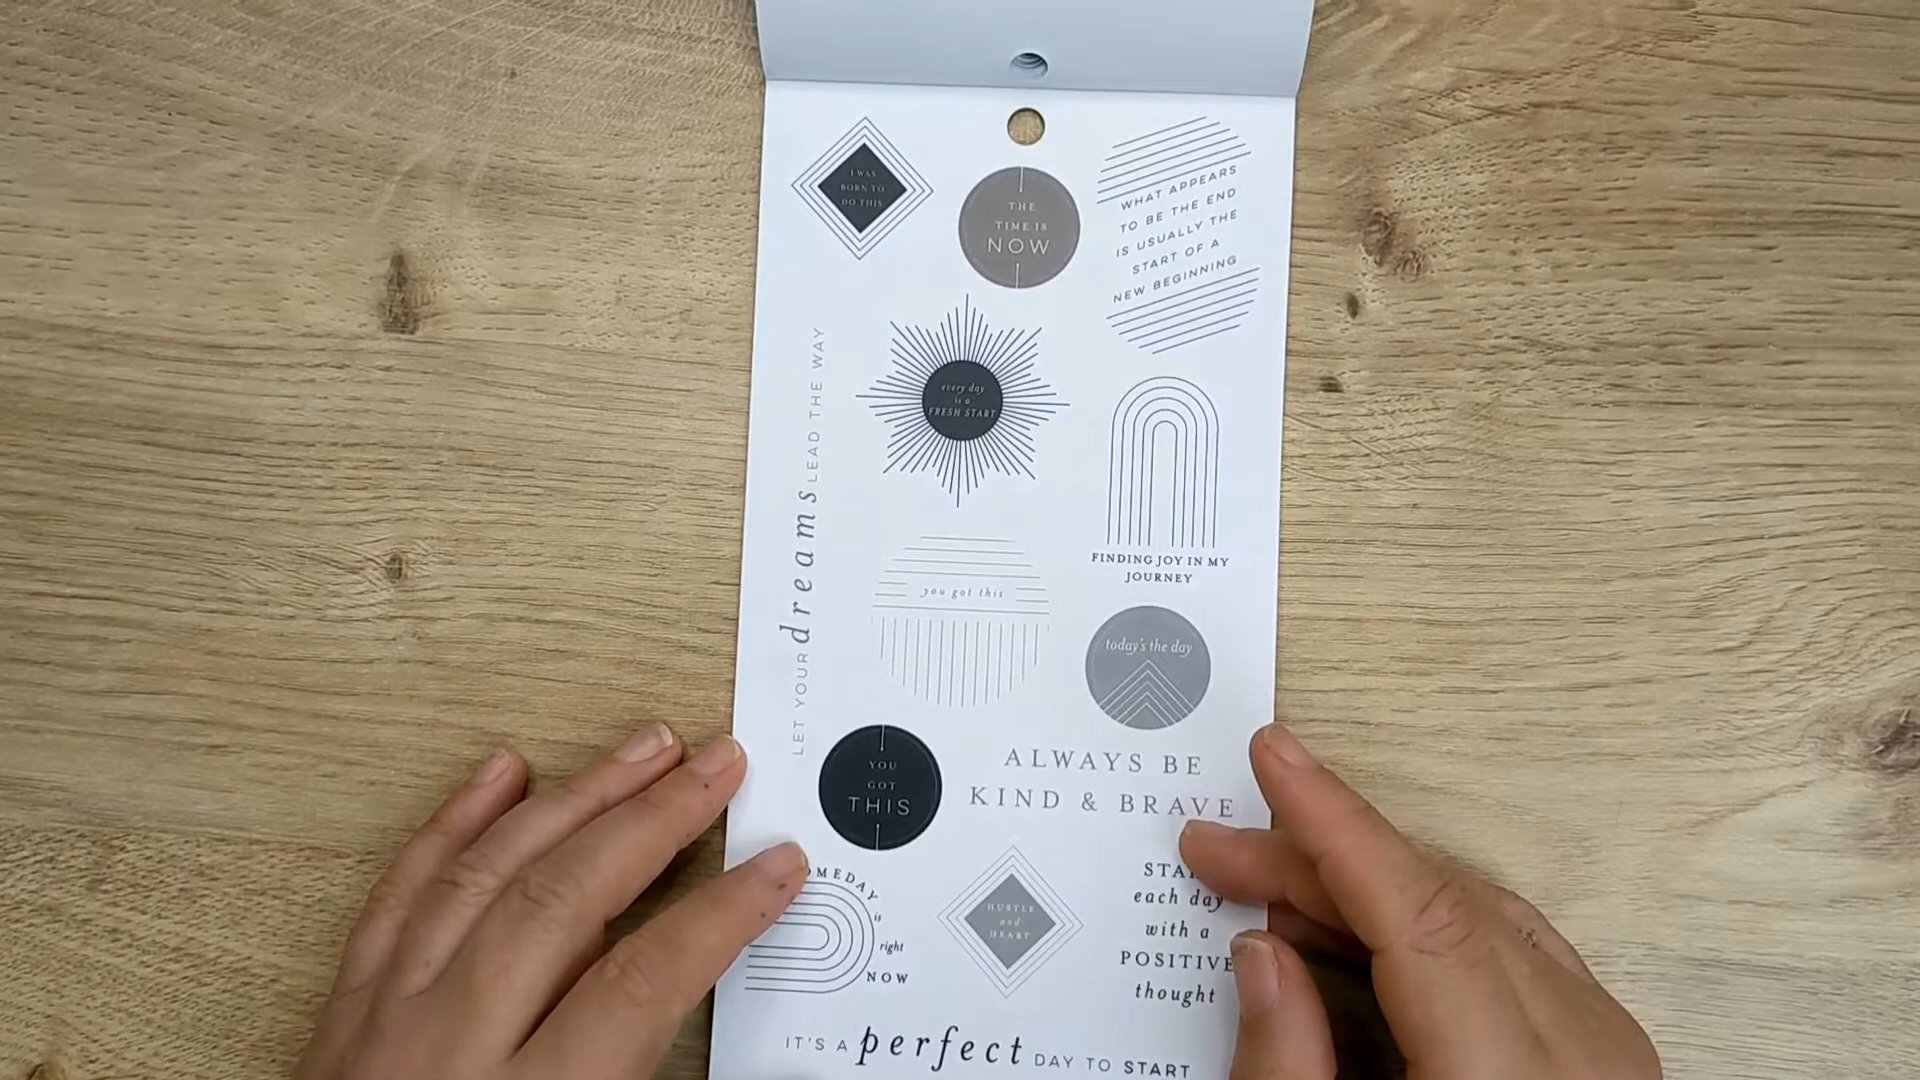 I WAS
BORN TO
DO THIS
THE
TIME IS
NOW
WHAT APPEARS
TO BE THE END
IS USUALLY THE
START OF A
NEW BEGINNING
LET YOUR dreams LEAD THE WAY
every day
is a
FRESH START
FINDING JOY IN MY
JOURNEY
you got this
today's the day
YOU
GOT
THIS
ALWAYS BE
KIND & BRAVE
OMEDAY
is
right
NOW
HUSTLE
and
HEART
STA
each day
with a
POSITIVE
thought
IT'S A perfect DAY TO START